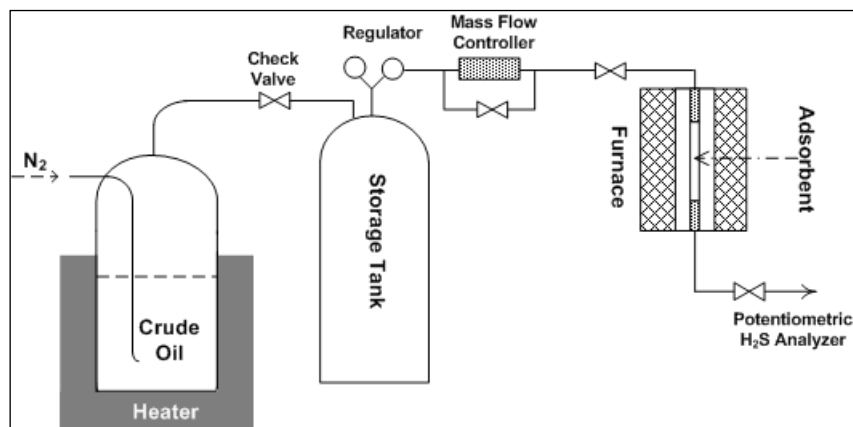 Regulator
Mass Flow
Controller
Check
Valve
N₂
Crude
Oil
Heater
Storage Tank
Furnace
Adsorbent
Potentiometric
H₂S Analyzer